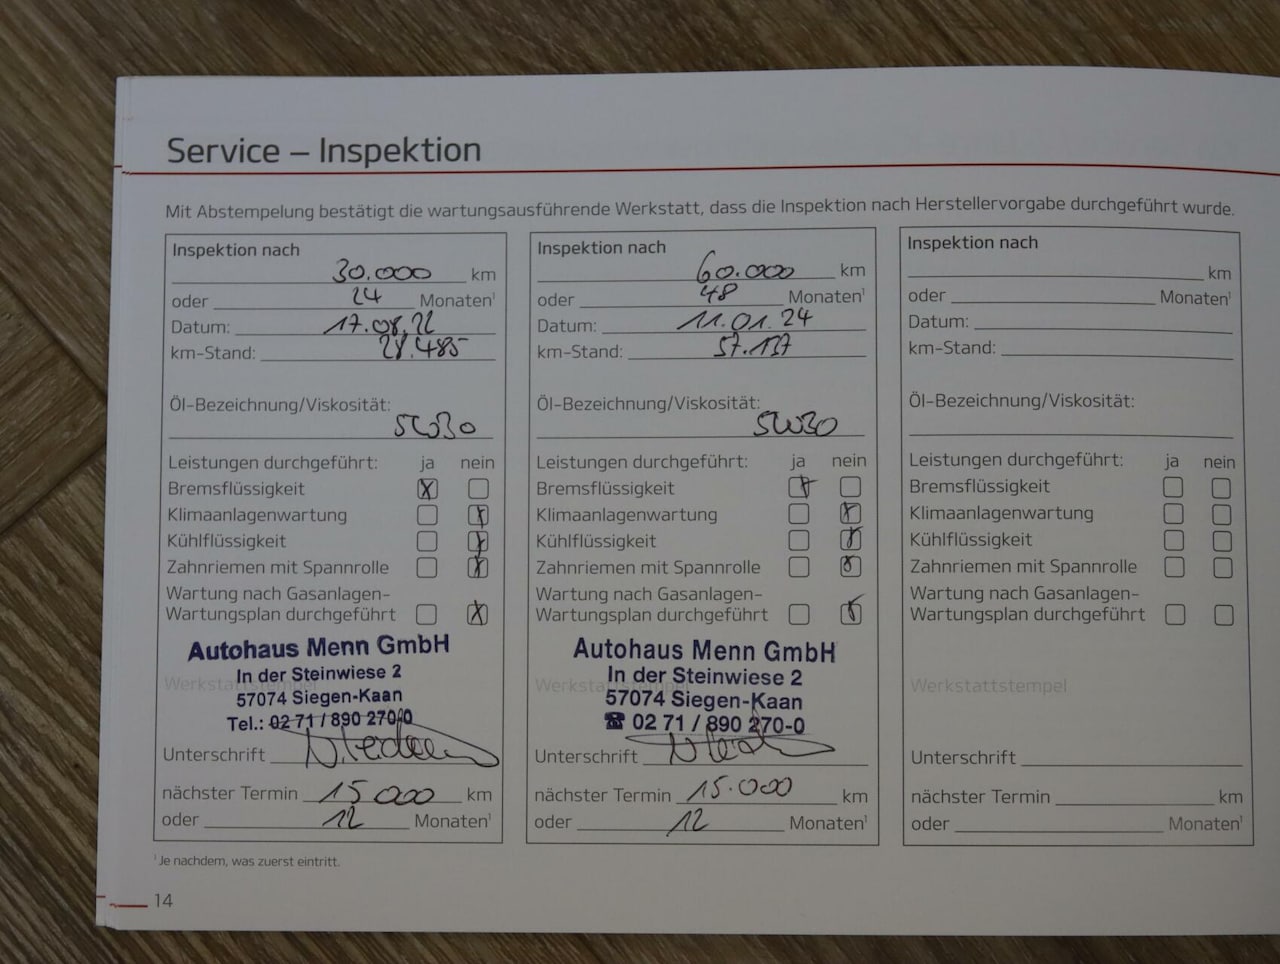 Service – Inspektion
Mit Abstempelung bestätigt die wartungsausführende Werkstatt, dass die Inspektion nach Herstellervorgabe durchgeführt wurde.
Inspektion nach
30.000 km
oder 24 Monaten¹
Datum: 17.08.22
km-Stand: 28.485
Öl-Bezeichnung/Viskosität:
5W30
Leistungen durchgeführt: ja nein
Bremsflüssigkeit
Klimaanlagenwartung
Kühlflüssigkeit
Zahnriemen mit Spannrolle
Wartung nach Gasanlagen-
Wartungsplan durchgeführt
Autohaus Menn GmbH
In der Steinwiese 2
Werkstattstempel
57074 Siegen-Kaan
Tel.: 02 71 / 890 270-0
Unterschrift
nächster Termin 15 000 km
oder 12 Monaten¹
Inspektion nach
60.000 km
oder 48 Monaten¹
Datum: 11.01.24
km-Stand: 57.137
Öl-Bezeichnung/Viskosität:
5W30
Leistungen durchgeführt: ja nein
Bremsflüssigkeit
Klimaanlagenwartung
Kühlflüssigkeit
Zahnriemen mit Spannrolle
Wartung nach Gasanlagen-
Wartungsplan durchgeführt
Autohaus Menn GmbH
In der Steinwiese 2
Werkstattstempel
57074 Siegen-Kaan
☎ 02 71 / 890 270-0
Unterschrift
nächster Termin 15.000 km
oder 12 Monaten¹
Inspektion nach
km
oder Monaten¹
Datum:
km-Stand:
Öl-Bezeichnung/Viskosität:
Leistungen durchgeführt: ja nein
Bremsflüssigkeit
Klimaanlagenwartung
Kühlflüssigkeit
Zahnriemen mit Spannrolle
Wartung nach Gasanlagen-
Wartungsplan durchgeführt
Werkstattstempel
Unterschrift
nächster Termin km
oder Monaten¹
¹ Je nachdem, was zuerst eintritt.
14